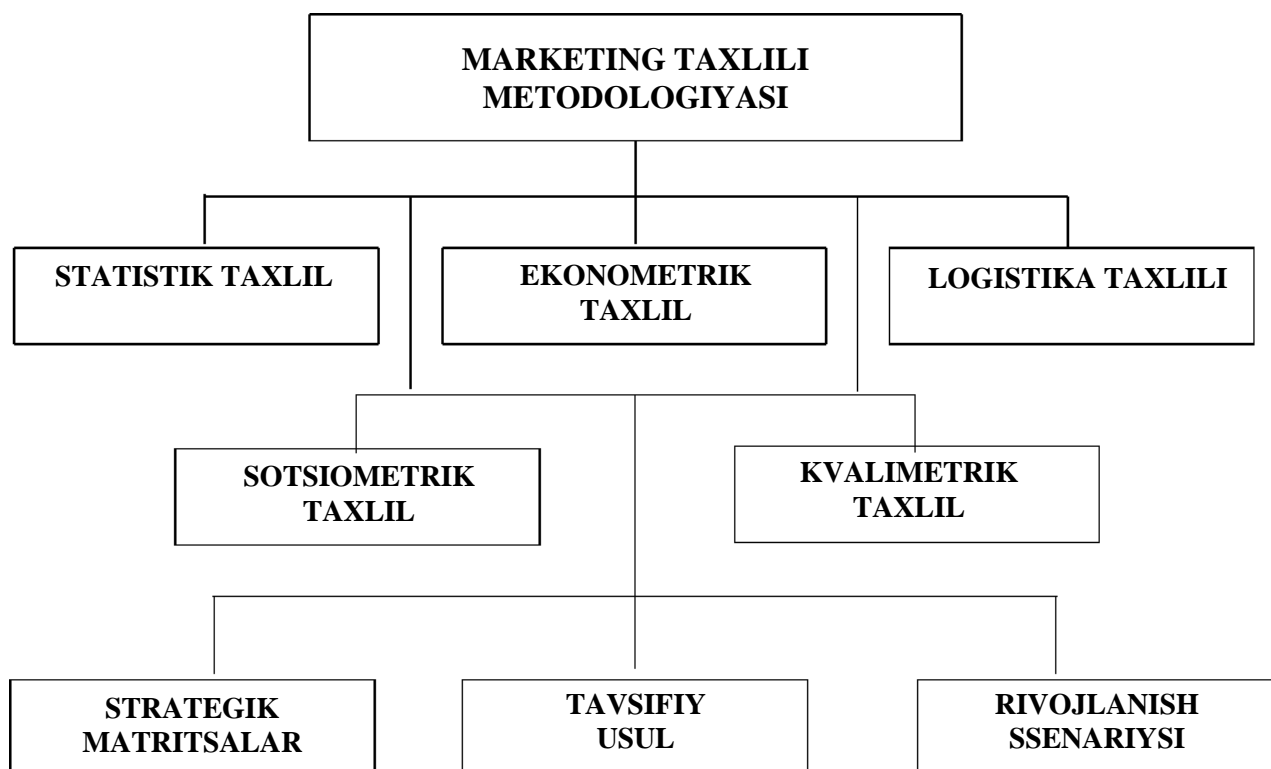 MARKETING TAXLILI
METODOLOGIYASI
STATISTIK TAXLIL
EKONOMETRIK
TAXLIL
LOGISTIKA TAXLILI
SOTSIOMETRIK
TAXLIL
KVALIMETRIK
TAXLIL
STRATEGIK
MATRITSALAR
TAVSIFIY
USUL
RIVOJLANISH
SSENARIYSI